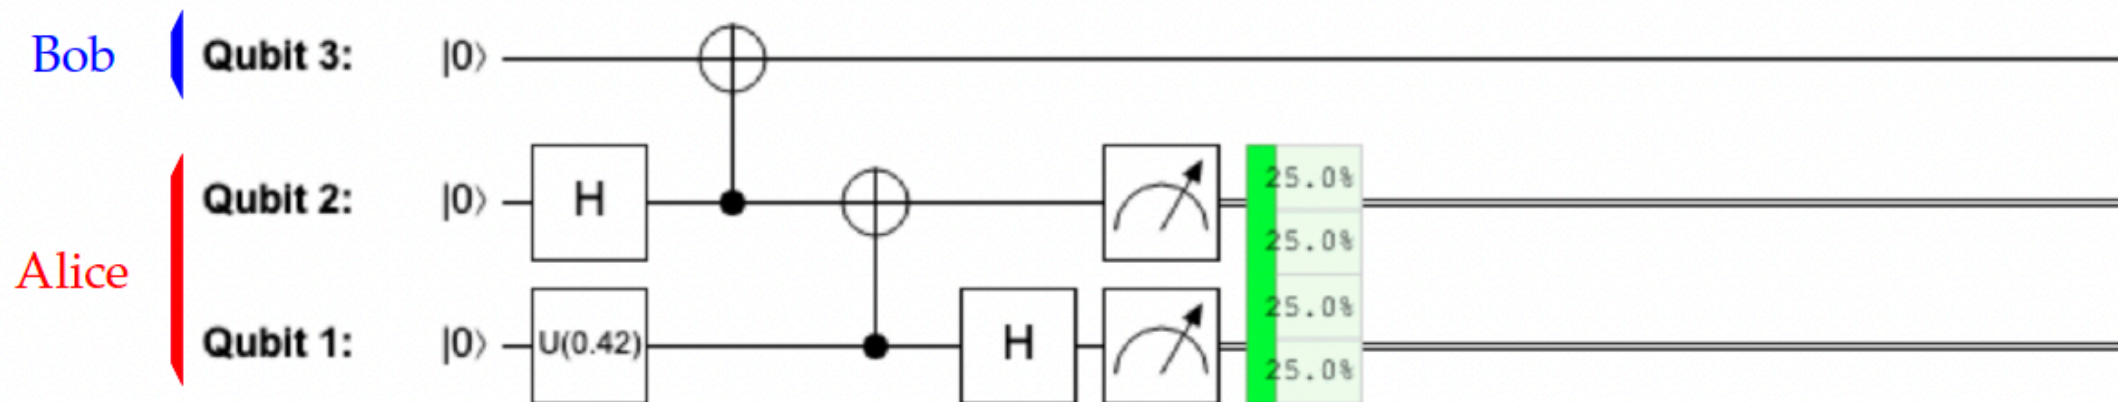 Bob Qubit 3: |0⟩
Qubit 2: |0⟩ H 25.0%
25.0%
Alice
25.0%
Qubit 1: |0⟩ U(0.42) H
25.0%